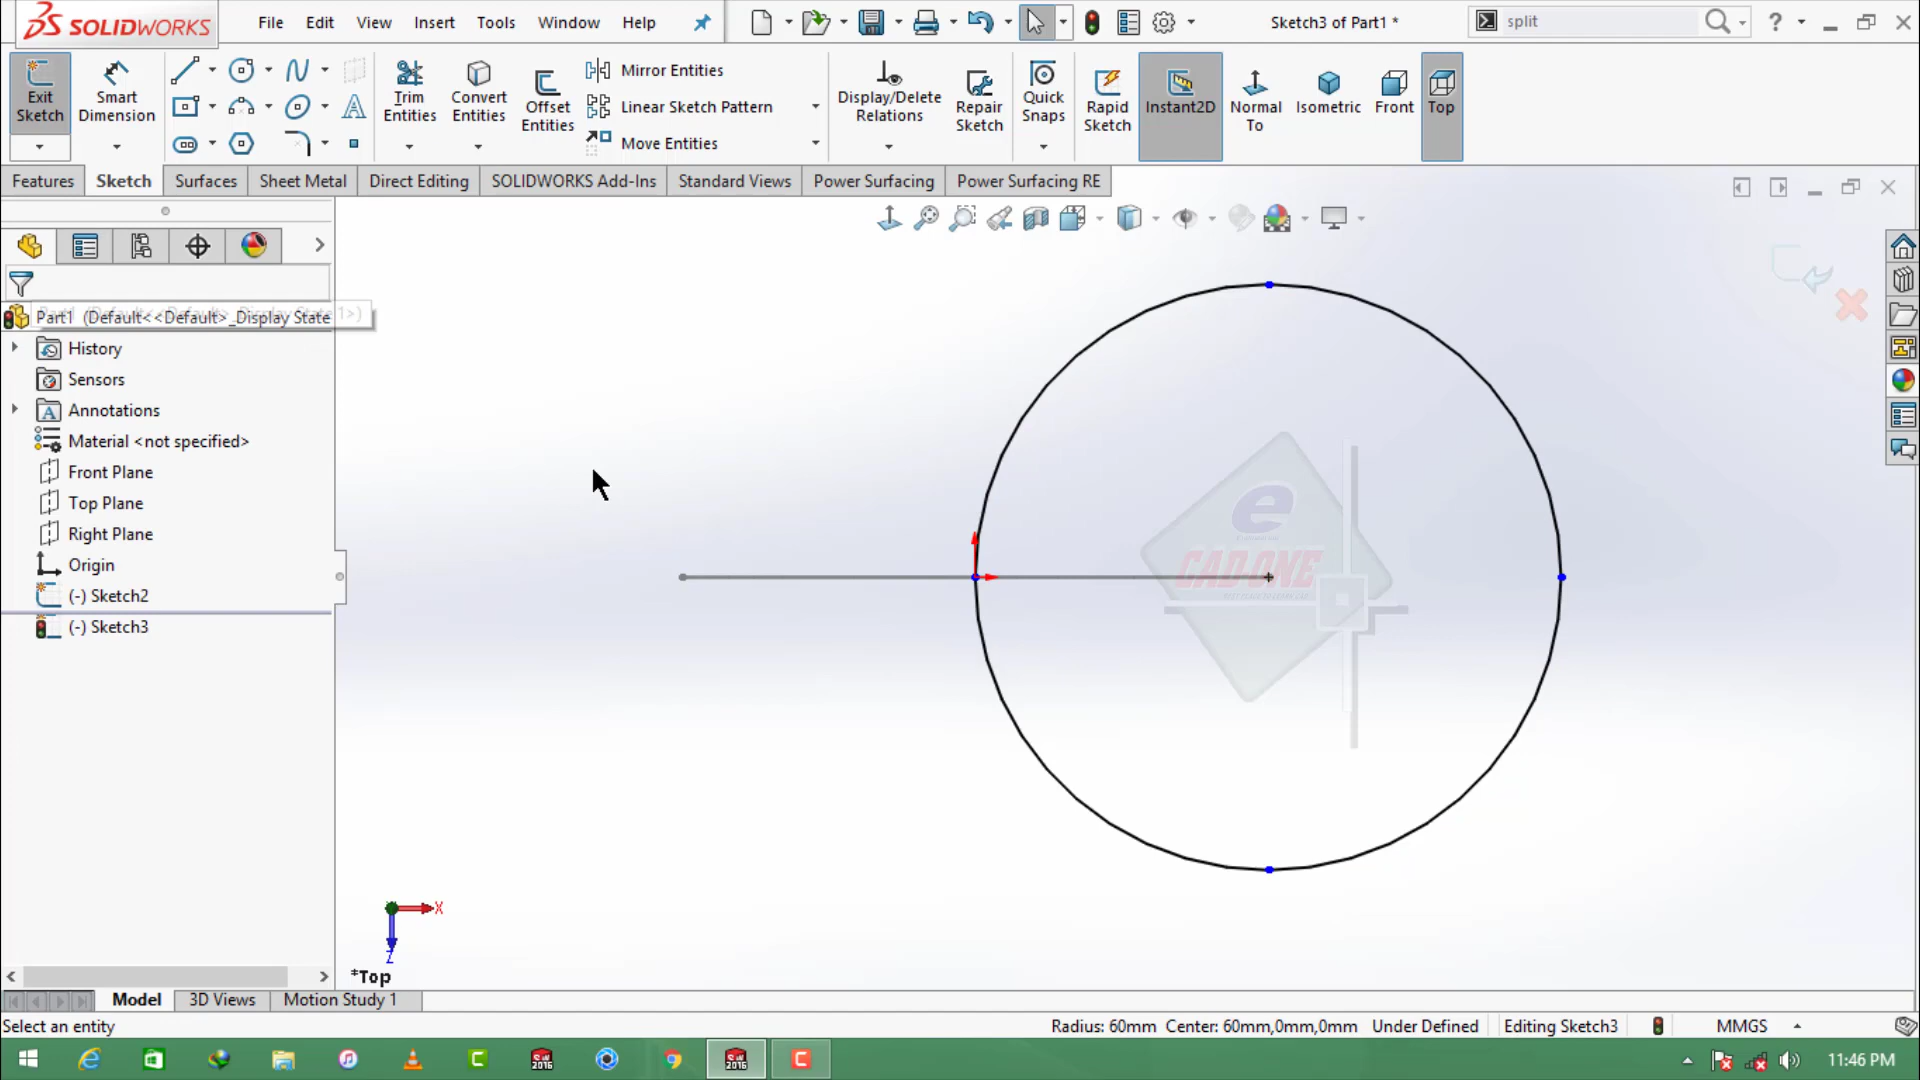 SOLIDWORKS
File Edit View Insert Tools Window Help
Sketch3 of Part1 *
split
Exit Sketch
Smart Dimension
Trim Entities
Convert Entities
Offset Entities
Mirror Entities
Linear Sketch Pattern
Move Entities
Display/Delete Relations
Repair Sketch
Quick Snaps
Rapid Sketch
Instant2D
Normal To
Isometric
Front
Top
Features Sketch Surfaces Sheet Metal Direct Editing SOLIDWORKS Add-Ins Standard Views Power Surfacing Power Surfacing RE
Part1 (Default<<Default>_Display State
History
Sensors
Annotations
Material <not specified>
Front Plane
Top Plane
Right Plane
Origin
(-) Sketch2
(-) Sketch3
e
CAD-ONE
X
Z
*Top
Model 3D Views Motion Study 1
Select an entity
Radius: 60mm Center: 60mm,0mm,0mm Under Defined Editing Sketch3 MMGS
11:46 PM